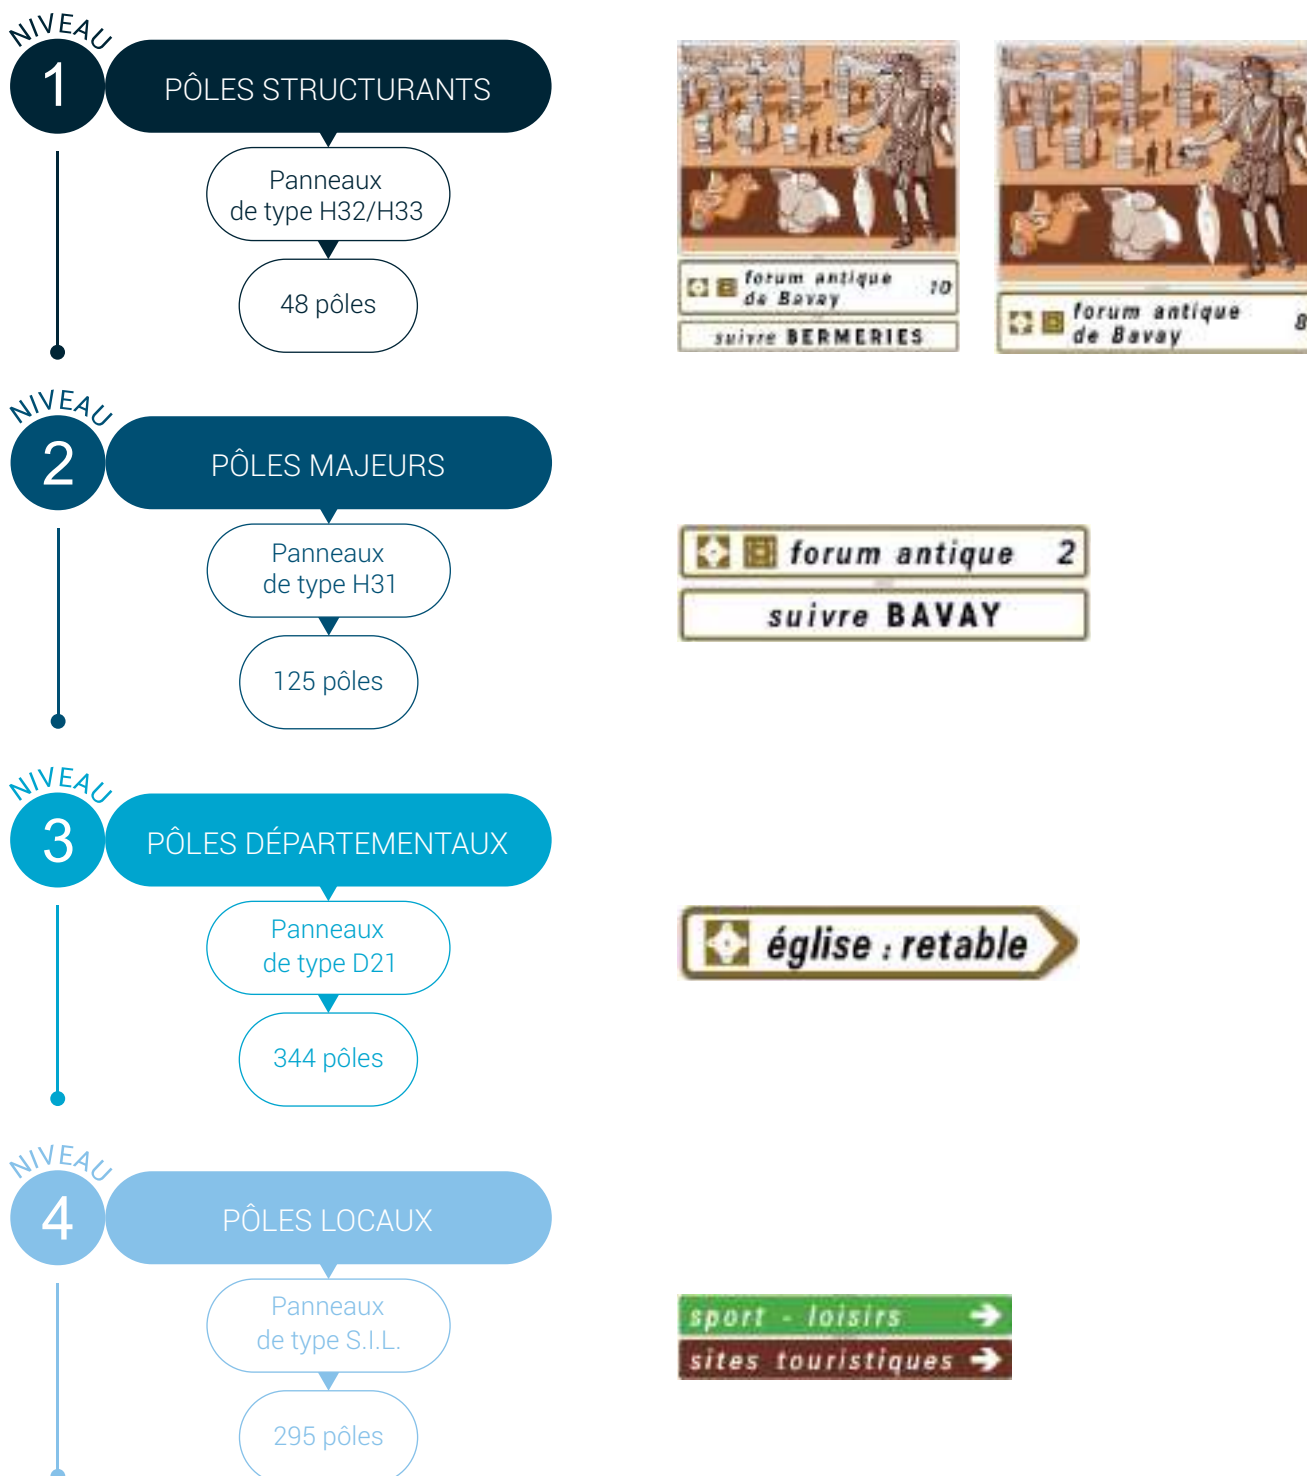 NIVEAU
1
PÔLES STRUCTURANTS
Panneaux
de type H32/H33
48 pôles
forum antique
de Bavay
10
suivre BERMERIES
forum antique
de Bavay
8
NIVEAU
2
PÔLES MAJEURS
Panneaux
de type H31
125 pôles
forum antique 2
suivre BAVAY
NIVEAU
3
PÔLES DÉPARTEMENTAUX
Panneaux
de type D21
344 pôles
église : retable
NIVEAU
4
PÔLES LOCAUX
Panneaux
de type S.I.L.
295 pôles
sport - loisirs
sites touristiques